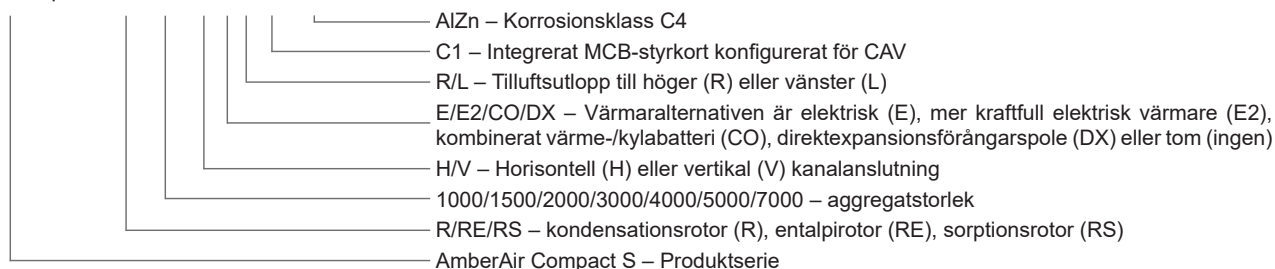 AlZn – Korrosionsklass C4
C1 – Integrerat MCB-styrkort konfigurerat för CAV
R/L – Tilluftsutlopp till höger (R) eller vänster (L)
E/E2/CO/DX – Värmaralternativen är elektrisk (E), mer kraftfull elektrisk värmare (E2),
kombinerat värme-/kylabatteri (CO), direktexpansionsförångarspole (DX) eller tom (ingen)
H/V – Horisontell (H) eller vertikal (V) kanalanslutning
1000/1500/2000/3000/4000/5000/7000 – aggregatstorlek
R/RE/RS – kondensationsrotor (R), entalpirotor (RE), sorptionsrotor (RS)
AmberAir Compact S – Produktserie